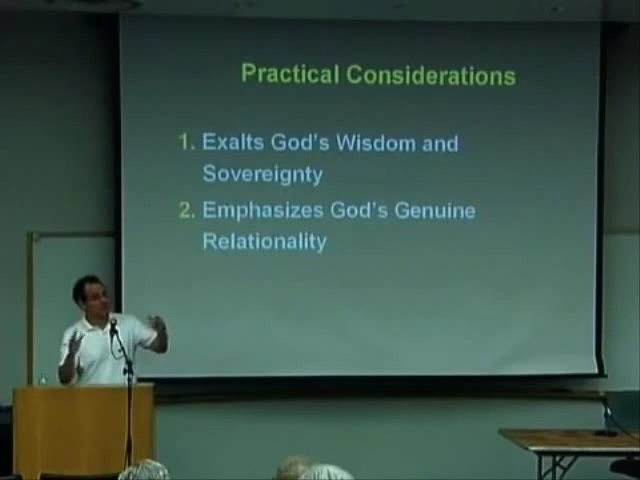 Practical Considerations
1. Exalts God's Wisdom and
Sovereignty
2. Emphasizes God's Genuine
Relationality